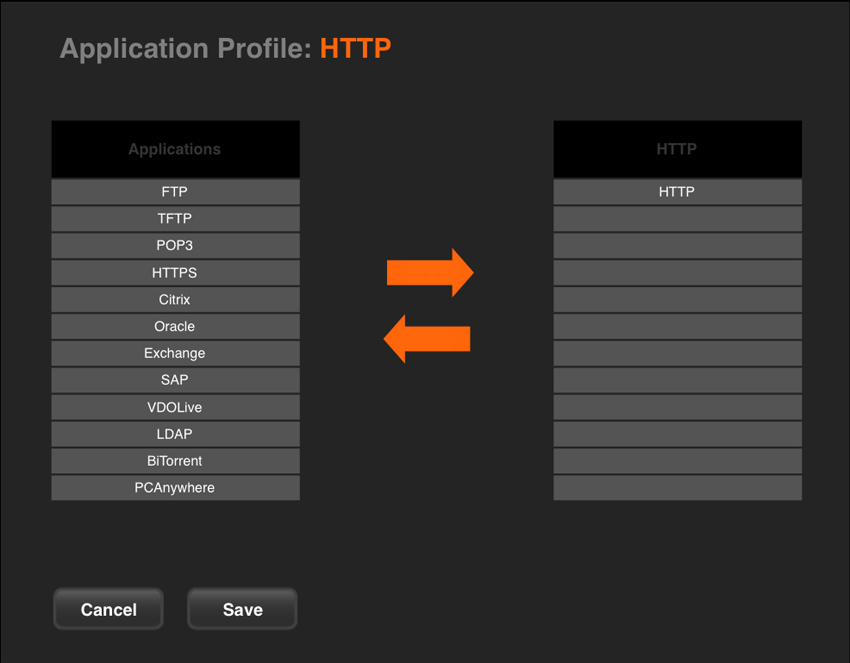 Application Profile: HTTP
Applications
FTP
TFTP
POP3
HTTPS
Citrix
Oracle
Exchange
SAP
VDOLive
LDAP
BiTorrent
PCAnywhere
HTTP
HTTP
Cancel
Save